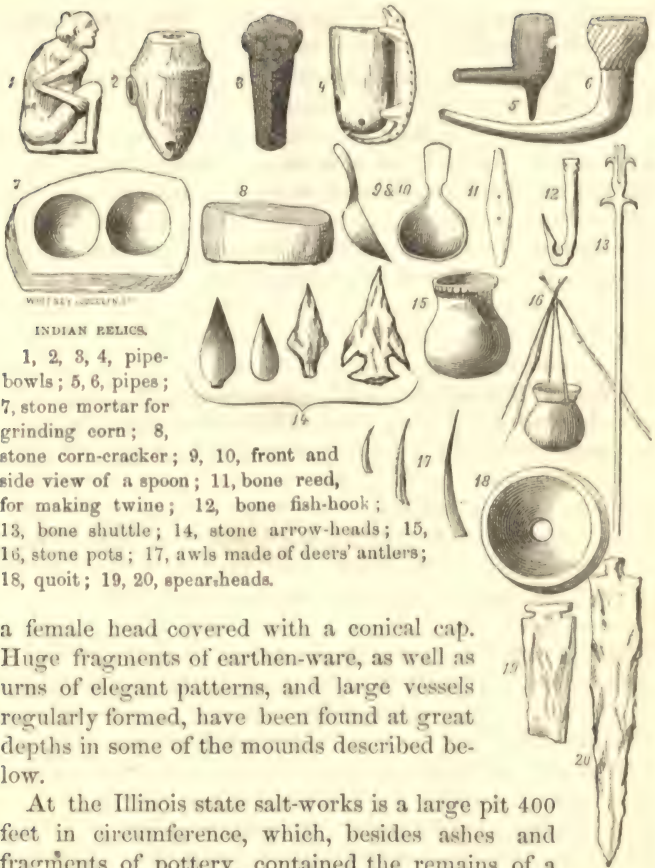 1 2 3 4 5 6
7 8 9 & 10 11 12 13
INDIAN RELICS.
1, 2, 3, 4, pipe-
bowls; 5, 6, pipes;
7, stone mortar for
grinding corn; 8,
stone corn-cracker; 9, 10, front and
side view of a spoon; 11, bone reed,
for making twine; 12, bone fish-hook;
13, bone shuttle; 14, stone arrow-heads; 15,
16, stone pots; 17, awls made of deers' antlers;
18, quoit; 19, 20, spear-heads.
14
15
16
17
18
19
20
a female head covered with a conical cap.
Huge fragments of earthen-ware, as well as
urns of elegant patterns, and large vessels
regularly formed, have been found at great
depths in some of the mounds described be-
low.
At the Illinois state salt-works is a large pit 400
feet in circumference, which, besides ashes and
fragments of pottery, contained the remains of a